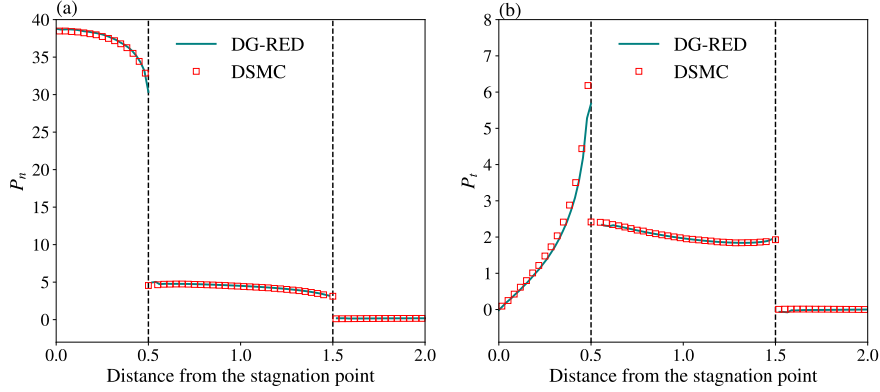 (a)
40
35
30
25
20
15
10
5
0
P_n
0.0 0.5 1.0 1.5 2.0
Distance from the stagnation point
DG-RED
DSMC
(b)
8
7
6
5
4
3
2
1
0
P_t
0.0 0.5 1.0 1.5 2.0
Distance from the stagnation point
DG-RED
DSMC